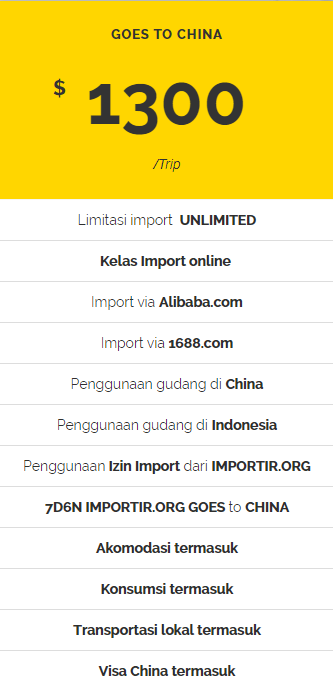 GOES TO CHINA
$ 1300
/Trip
Limitasi import UNLIMITED
Kelas Import online
Import via Alibaba.com
Import via 1688.com
Penggunaan gudang di China
Penggunaan gudang di Indonesia
Penggunaan Izin Import dari IMPORTIR.ORG
7D6N IMPORTIR.ORG GOES to CHINA
Akomodasi termasuk
Konsumsi termasuk
Transportasi lokal termasuk
Visa China termasuk